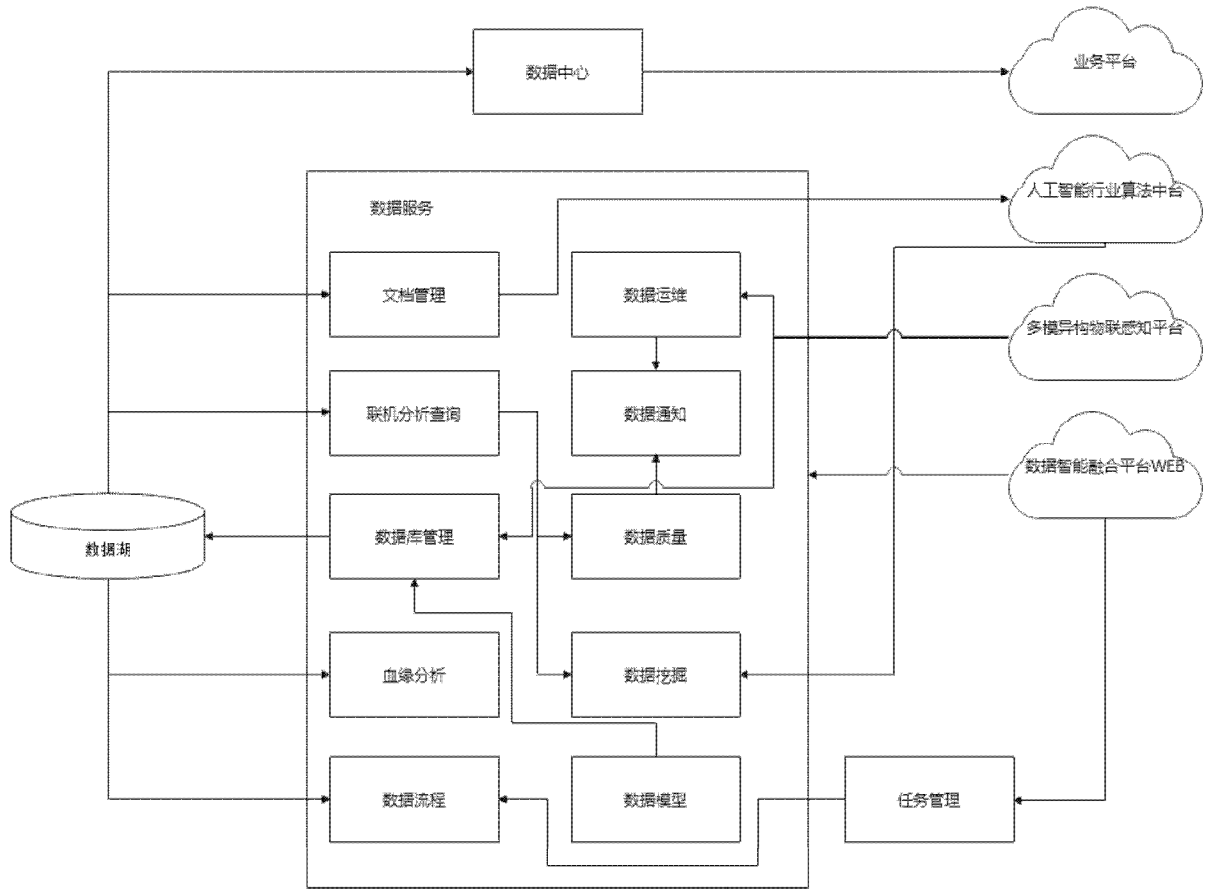 数据中心
业务平台
人工智能行业算法中台
数据服务
文档管理
数据运维
多模异构物联感知平台
联机分析查询
数据通知
数据智能融合平台WEB
数据湖
数据库管理
数据质量
血缘分析
数据挖掘
数据流程
数据模型
任务管理